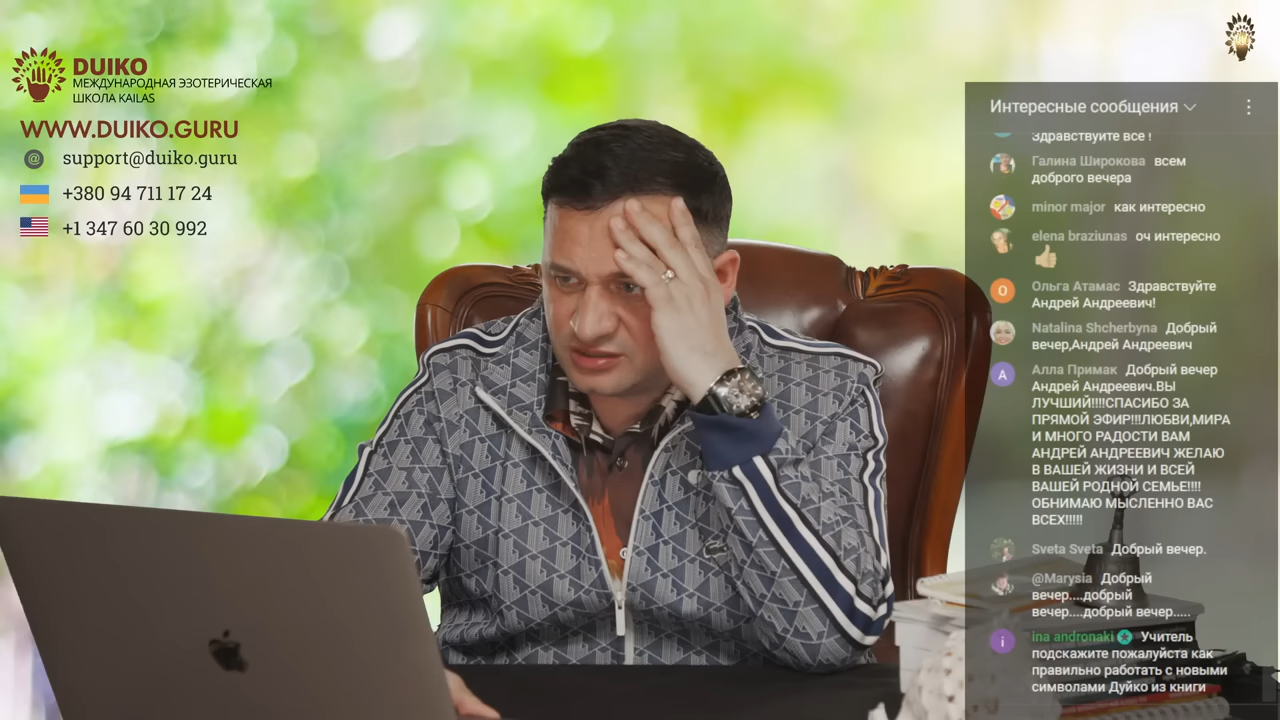 DUIKO
МЕЖДУНАРОДНАЯ ЭЗОТЕРИЧЕСКАЯ
ШКОЛА KAILAS
WWW.DUIKO.GURU
@ support@duiko.guru
+380 94 711 17 24
+1 347 60 30 992
Интересные сообщения
Здравствуйте все !
Галина Широкова всем
доброго вечера
minor major как интересно
elena braziunas оч интересно
О Ольга Атамас Здравствуйте
Андрей Андреевич!
Natalina Shcherbyna Добрый
вечер,Андрей Андреевич
А Алла Примак Добрый вечер
Андрей Андреевич.ВЫ
ЛУЧШИЙ!!!!СПАСИБО ЗА
ПРЯМОЙ ЭФИР!!!ЛЮБВИ,МИРА
И МНОГО РАДОСТИ ВАМ
АНДРЕЙ АНДРЕЕВИЧ ЖЕЛАЮ
В ВАШЕЙ ЖИЗНИ И ВСЕЙ
ВАШЕЙ РОДНОЙ СЕМЬЕ!!!!
ОБНИМАЮ МЫСЛЕННО ВАС
ВСЕХ!!!!!
Sveta Sveta Добрый вечер.
@Marysia Добрый
вечер....добрый
вечер....добрый вечер.....
i ina andronaki Учитель
подскажите пожалуйста как
правильно работать с новыми
символами Дуйко из книги